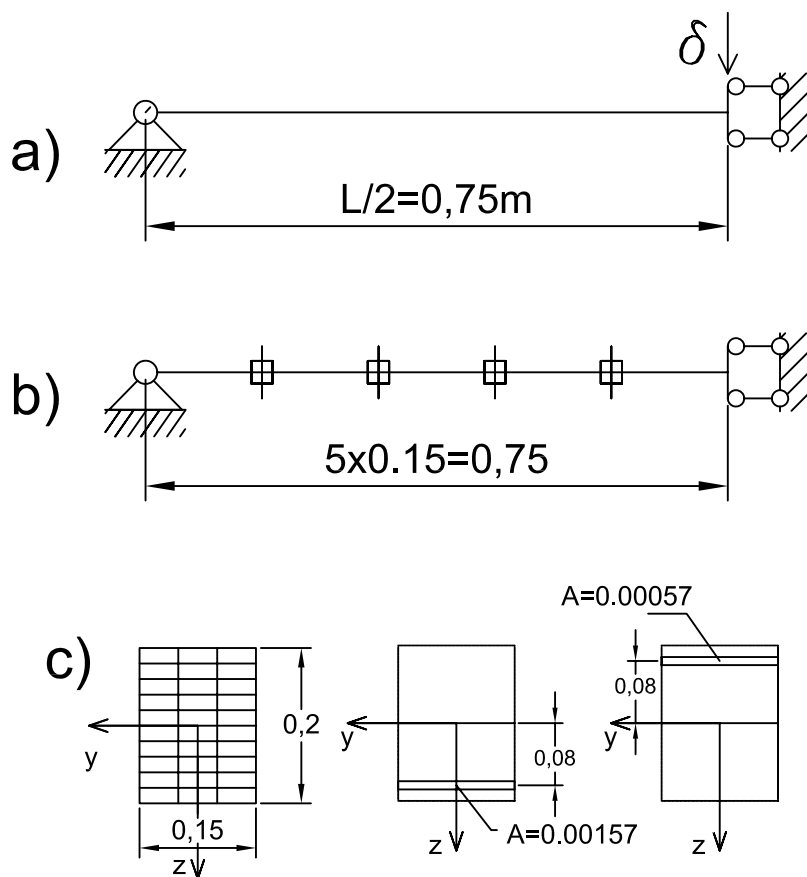 δ
a)
L/2=0,75m
b)
5x0.15=0,75
c)
A=0.00057
0,08
0,2
y
y
0,08
y
0,15
z
z
A=0.00157
z